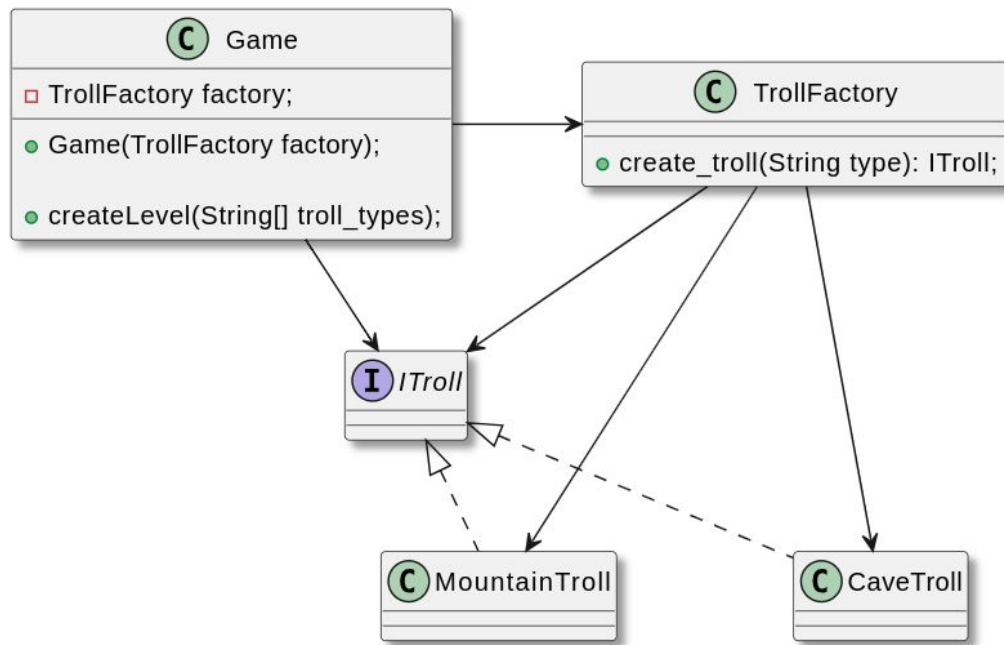 C Game
TrollFactory factory;
Game(TrollFactory factory);
createLevel(String[] troll_types);
C TrollFactory
create_troll(String type): ITroll;
I ITroll
C MountainTroll
C CaveTroll